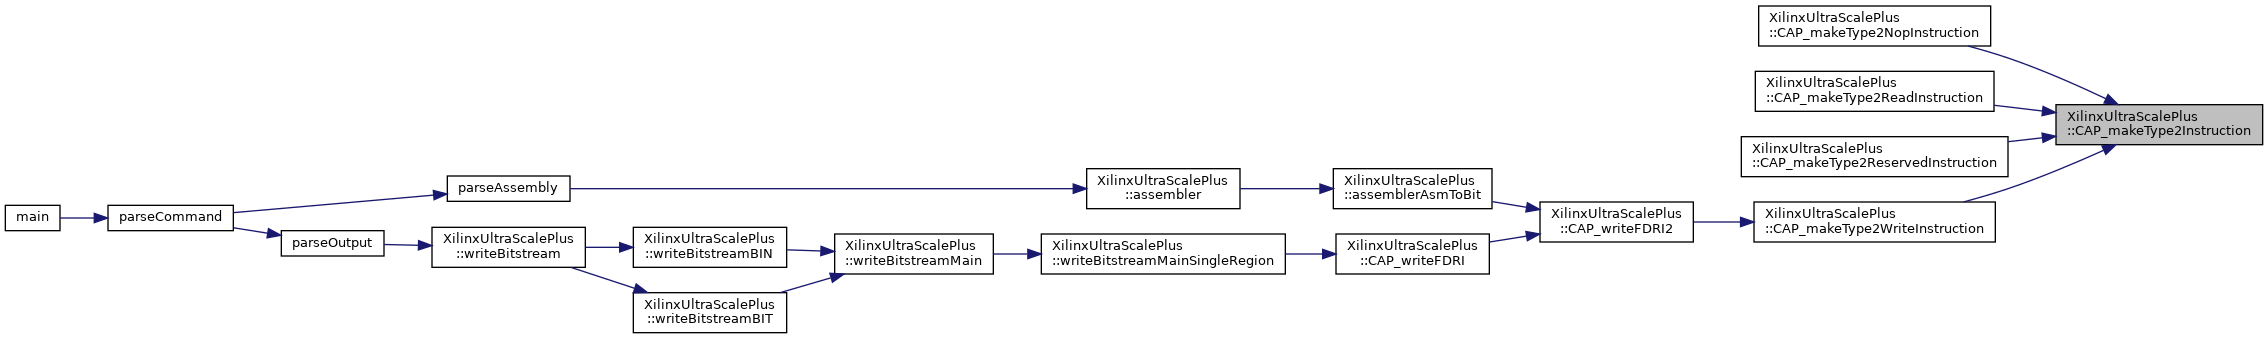 XilinxUltraScalePlus
::CAP_makeType2NopInstruction
XilinxUltraScalePlus
::CAP_makeType2ReadInstruction
XilinxUltraScalePlus
::CAP_makeType2Instruction
XilinxUltraScalePlus
::CAP_makeType2ReservedInstruction
main
parseCommand
parseAssembly
parseOutput
XilinxUltraScalePlus
::assembler
XilinxUltraScalePlus
::assemblerAsmToBit
XilinxUltraScalePlus
::CAP_writeFDRI2
XilinxUltraScalePlus
::CAP_makeType2WriteInstruction
XilinxUltraScalePlus
::writeBitstream
XilinxUltraScalePlus
::writeBitstreamBIN
XilinxUltraScalePlus
::writeBitstreamMain
XilinxUltraScalePlus
::writeBitstreamMainSingleRegion
XilinxUltraScalePlus
::CAP_writeFDRI
XilinxUltraScalePlus
::writeBitstreamBIT